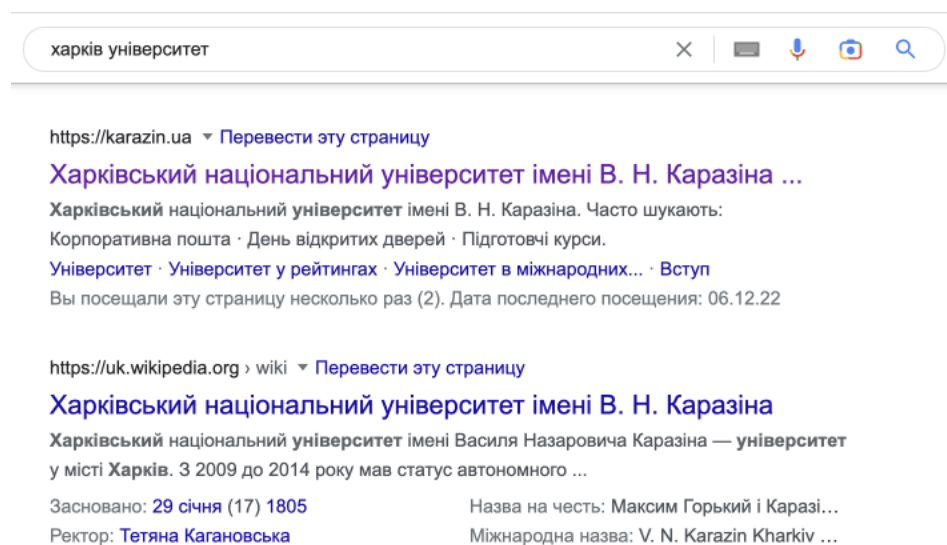 харків університет
https://karazin.ua Перевести эту страницу
Харківський національний університет імені В. Н. Каразіна ...
Харківський національний університет імені В. Н. Каразіна. Часто шукають:
Корпоративна пошта · День відкритих дверей · Підготовчі курси.
Університет · Університет у рейтингах · Університет в міжнародних... · Вступ
Вы посещали эту страницу несколько раз (2). Дата последнего посещения: 06.12.22
https://uk.wikipedia.org › wiki Перевести эту страницу
Харківський національний університет імені В. Н. Каразіна
Харківський національний університет імені Василя Назаровича Каразіна — університет
у місті Харків. З 2009 до 2014 року мав статус автономного ...
Засновано: 29 січня (17) 1805 Назва на честь: Максим Горький і Каразі...
Ректор: Тетяна Кагановська Міжнародна назва: V. N. Karazin Kharkiv ...